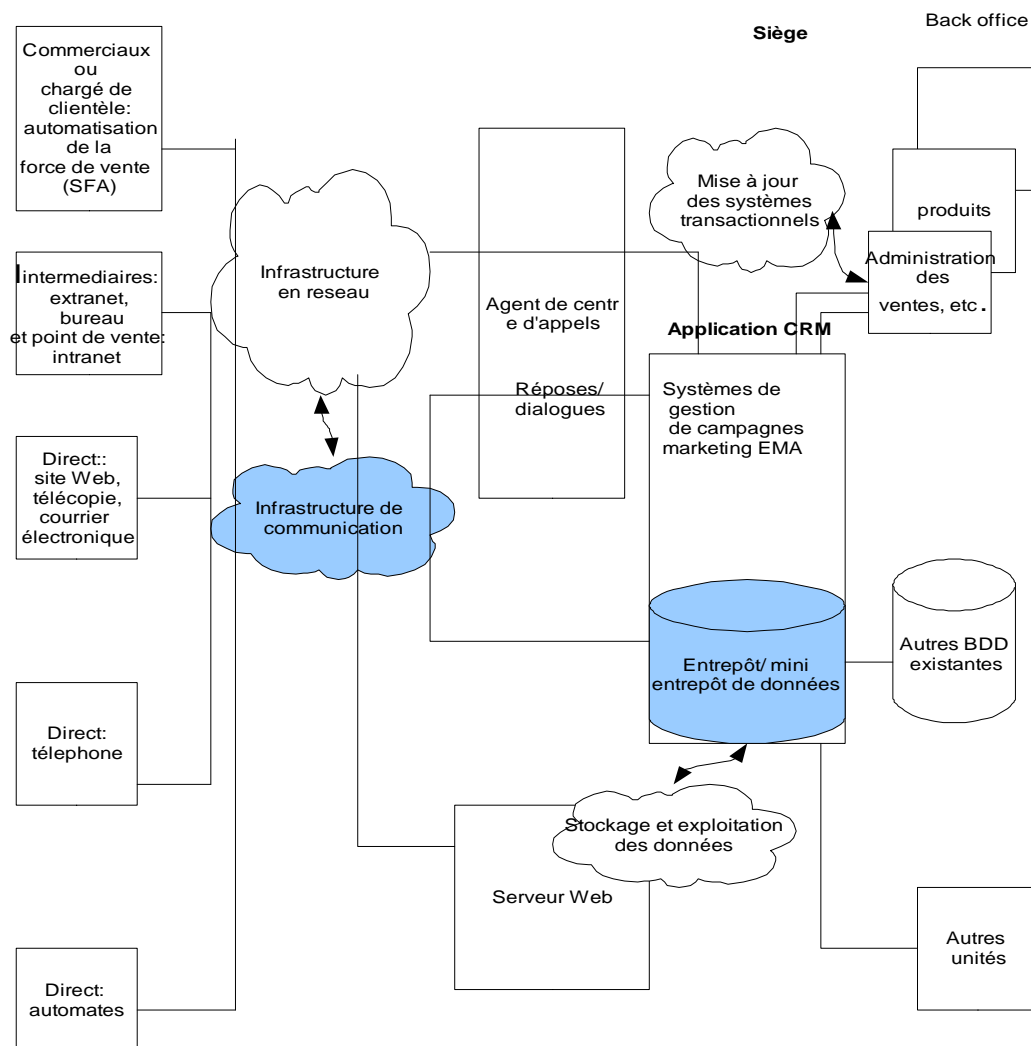 Back office
Siège
Commerciaux
ou
chargé de
clientèle:
automatisation
de la
force de vente
(SFA)
Mise à jour
des systèmes
transactionnels
produits
Iintermediaires:
extranet,
bureau
et point de vente:
intranet
Infrastructure
en reseau
Agent de centr
e d'appels
Réposes/
dialogues
Administration
des
ventes, etc.
Application CRM
Systèmes de
gestion
de campagnes
marketing EMA
Direct::
site Web,
télécopie,
courrier
électronique
Infrastructure de
communication
Entrepôt/ mini
entrepôt de données
Autres BDD
existantes
Direct:
télephone
Stockage et exploitation
des données
Serveur Web
Autres
unités
Direct:
automates